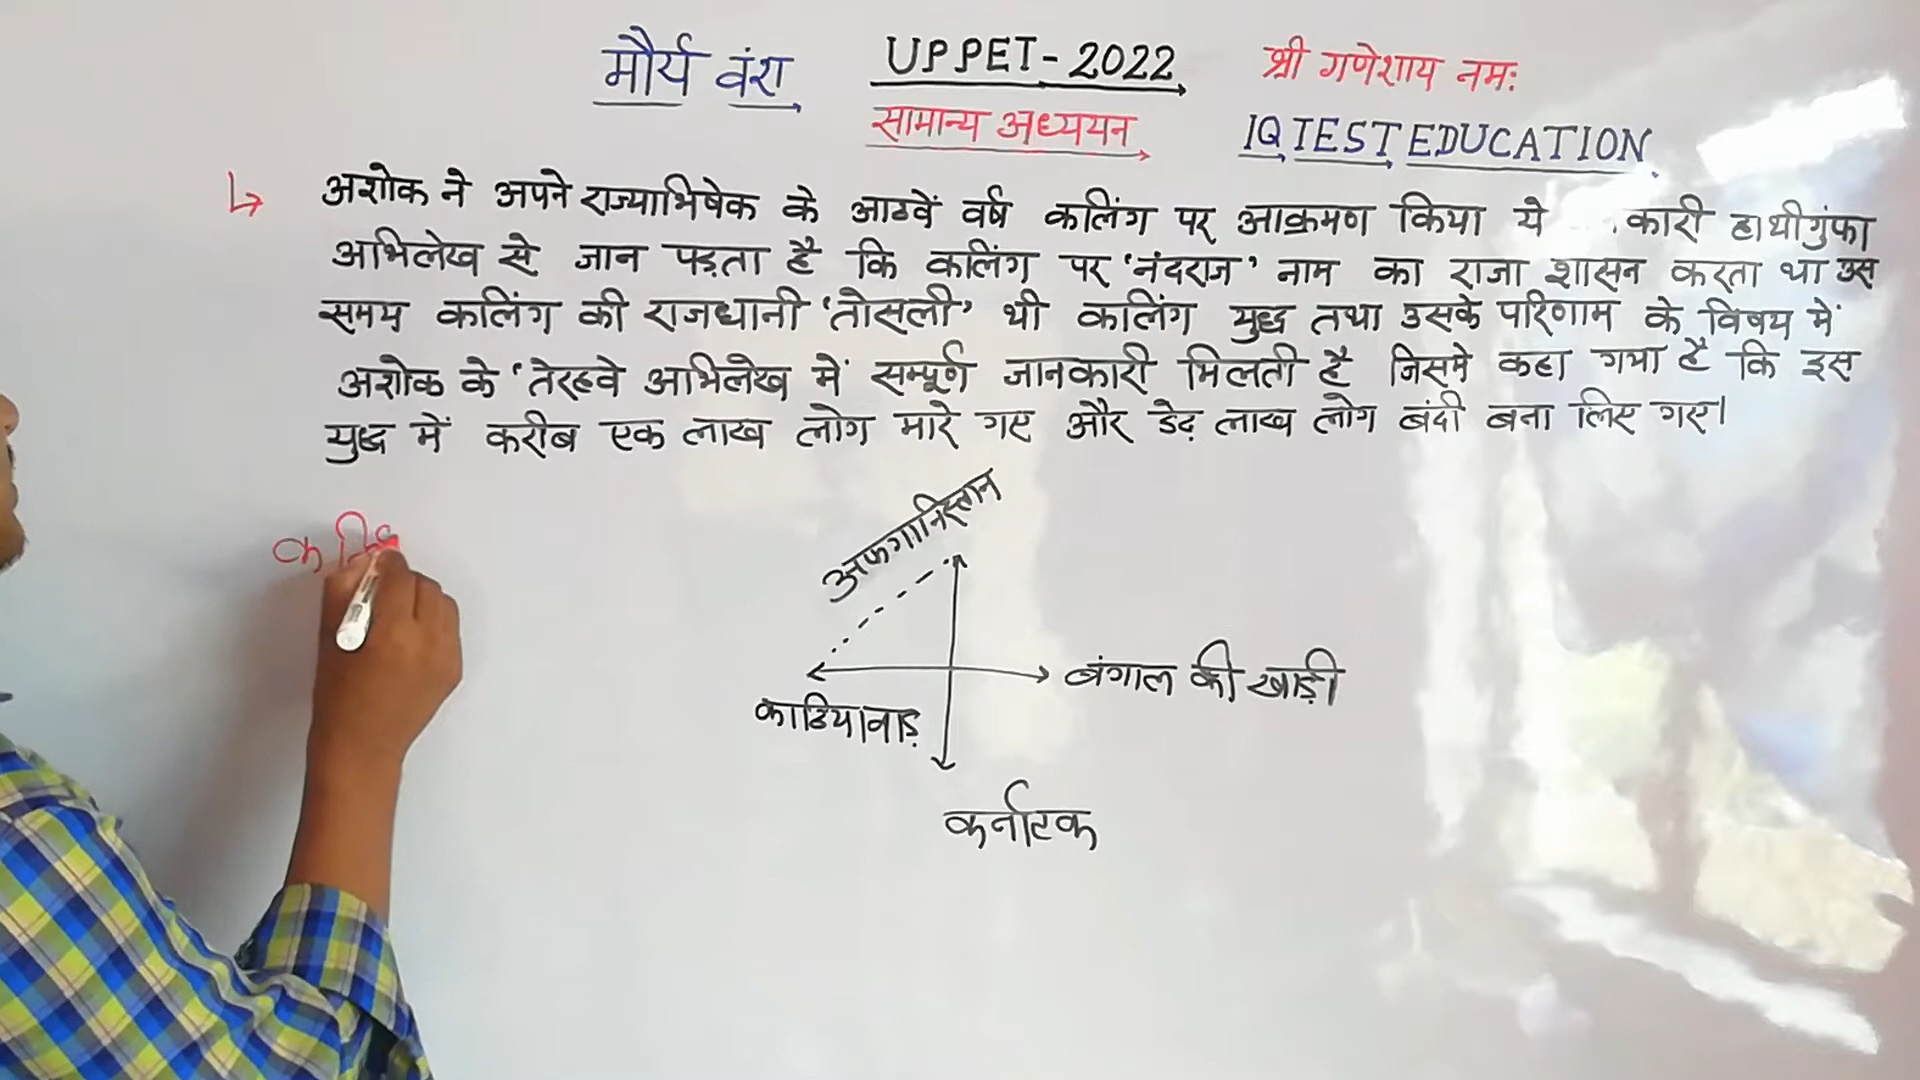 मौर्य वंश
UPPET-2022
श्री गणेशाय नमः
सामान्य अध्ययन
IQ TEST EDUCATION
अशोक ने अपने राज्याभिषेक के आठवें वर्ष कलिंग पर आक्रमण किया ये कारी हाथीगुंफा
अभिलेख से जान पड़ता है कि कलिंग पर 'नंदराज' नाम का राजा शासन करता था उस
समय कलिंग की राजधानी 'तोसली' थी कलिंग युद्ध तथा उसके परिणाम के विषय में
अशोक के 'तेरहवे अभिलेख में सम्पूर्ण जानकारी मिलती है जिसमे कहा गया है कि इस
युद्ध में करीब एक लाख लोग मारे गए और डेढ़ लाख लोग बंदी बना लिए गए।
अफगानिस्तान
बंगाल की खाड़ी
काठियावाड़
कर्नाटक